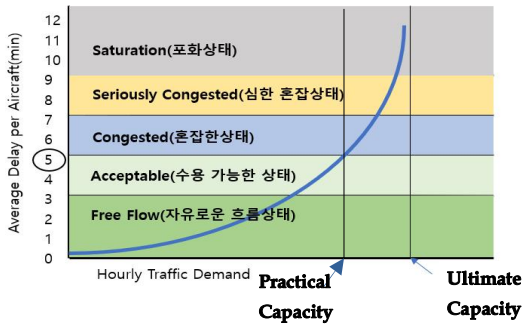 Average Delay per Aircraft(min)
12
11
10
9
8
7
6
5
4
3
2
1
0
Saturation(포화상태)
Seriously Congested(심한 혼잡상태)
Congested(혼잡한상태)
Acceptable(수용 가능한 상태)
Free Flow(자유로운 흐름상태)
Hourly Traffic Demand
Practical
Capacity
Ultimate
Capacity